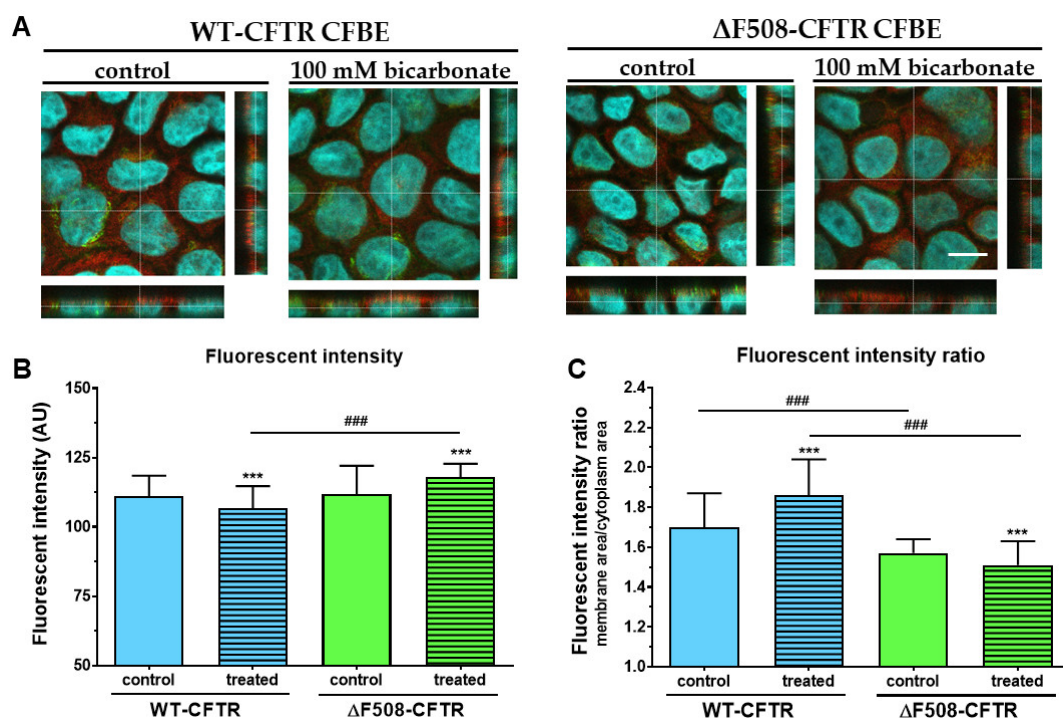 A
WT-CFTR CFBE
ΔF508-CFTR CFBE
control
100 mM bicarbonate
control
100 mM bicarbonate
B
Fluorescent intensity
Fluorescent intensity (AU)
150
125
100
75
50
***
###
***
control
treated
control
treated
WT-CFTR
ΔF508-CFTR
C
Fluorescent intensity ratio
Fluorescent intensity ratio
membrane area/cytoplasm area
2.4
2.2
2.0
1.8
1.6
1.4
1.2
1.0
###
###
***
***
control
treated
control
treated
WT-CFTR
ΔF508-CFTR